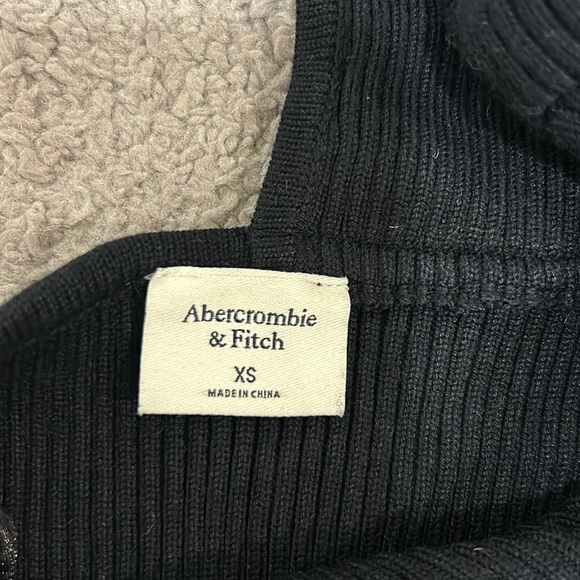 Abercrombie
& Fitch
XS
MADE IN CHINA